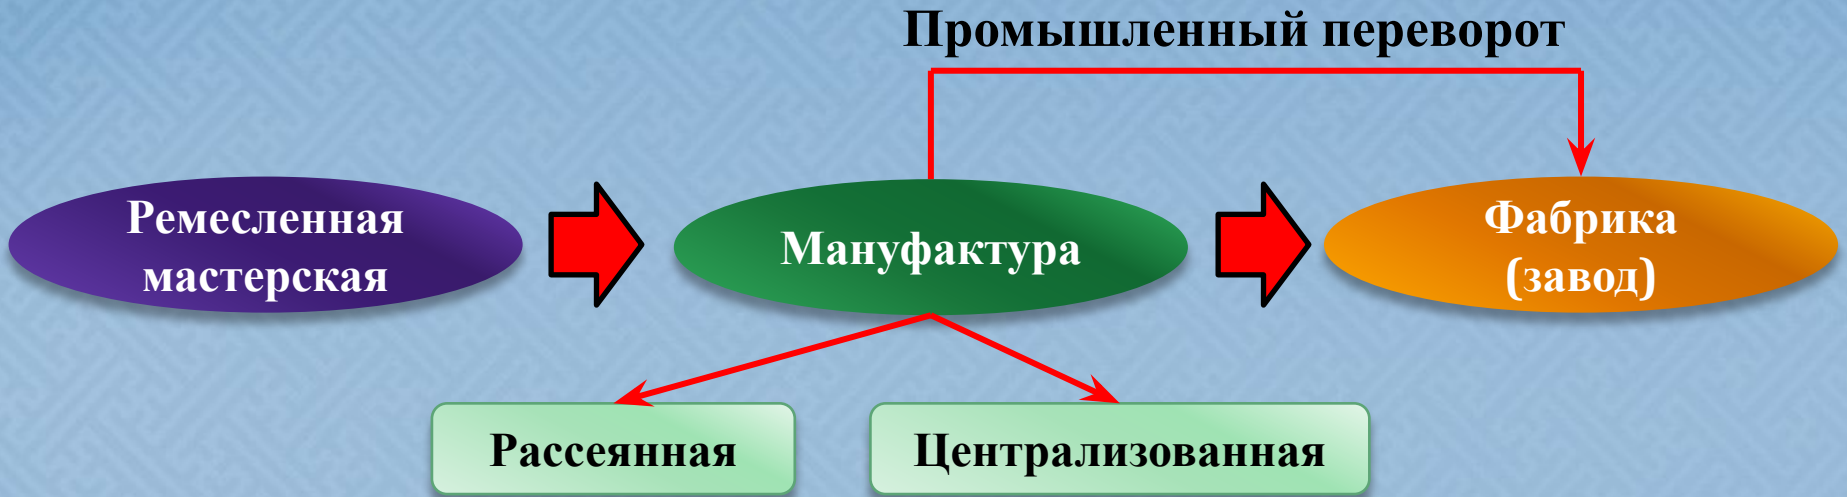 Промышленный переворот
Ремесленная
мастерская
Мануфактура
Фабрика
(завод)
Рассеянная
Централизованная